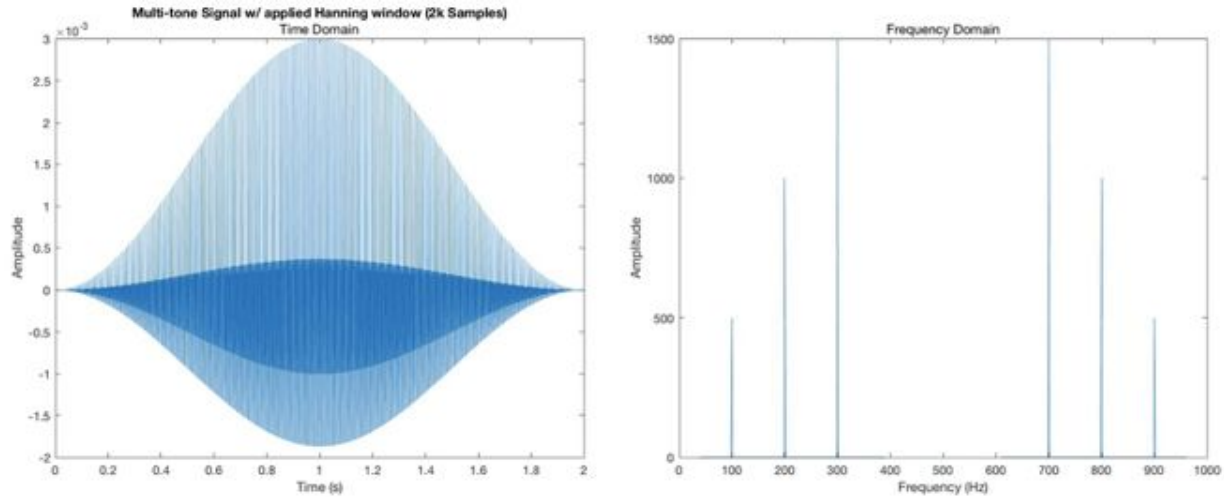 Multi-tone Signal w/ applied Hanning window (2k Samples)
Time Domain
×10⁻³
3
2.5
2
1.5
1
0.5
0
-0.5
-1
-1.5
-2
Amplitude
0 0.2 0.4 0.6 0.8 1 1.2 1.4 1.6 1.8 2
Time (s)
Frequency Domain
1500
1000
500
0
Amplitude
0 100 200 300 400 500 600 700 800 900 1000
Frequency (Hz)